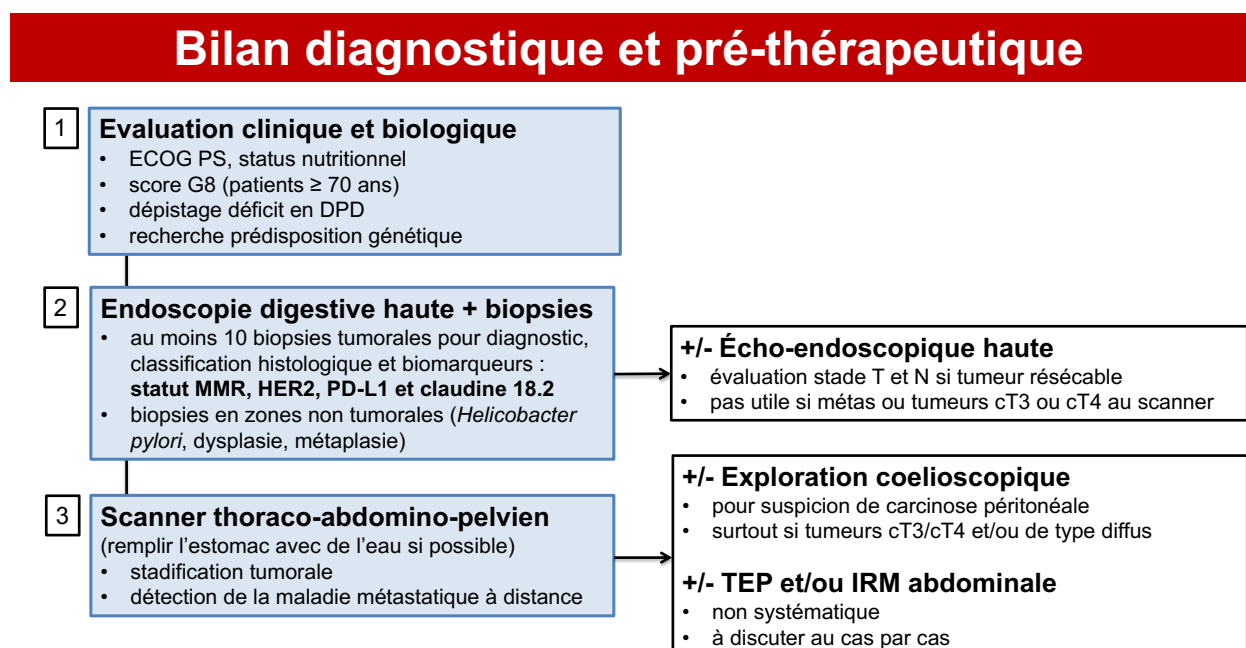 Bilan diagnostique et pré-thérapeutique
1
Evaluation clinique et biologique
• ECOG PS, status nutritionnel
• score G8 (patients ≥ 70 ans)
• dépistage déficit en DPD
• recherche prédisposition génétique
2
Endoscopie digestive haute + biopsies
• au moins 10 biopsies tumorales pour diagnostic,
classification histologique et biomarqueurs :
statut MMR, HER2, PD-L1 et claudine 18.2
• biopsies en zones non tumorales (Helicobacter
pylori, dysplasie, métaplasie)
+/- Écho-endoscopique haute
• évaluation stade T et N si tumeur résécable
• pas utile si métas ou tumeurs cT3 ou cT4 au scanner
3
Scanner thoraco-abdomino-pelvien
(remplir l'estomac avec de l'eau si possible)
• stadification tumorale
• détection de la maladie métastatique à distance
+/- Exploration coelioscopique
• pour suspicion de carcinose péritonéale
• surtout si tumeurs cT3/cT4 et/ou de type diffus
+/- TEP et/ou IRM abdominale
• non systématique
• à discuter au cas par cas